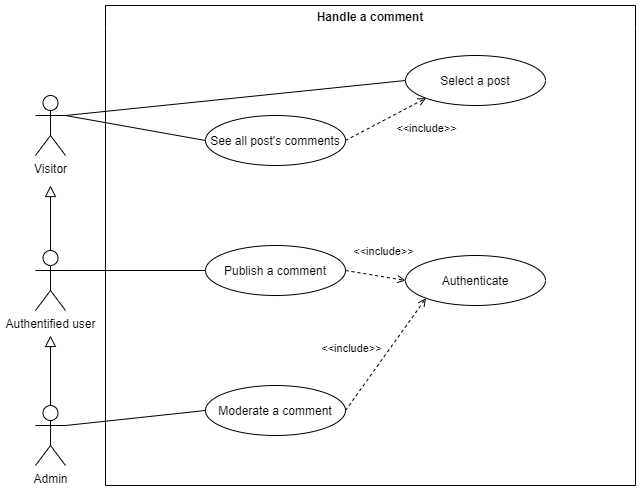 Handle a comment
Select a post
<<include>>
See all post's comments
Visitor
<<include>>
Publish a comment
Authenticate
Authentified user
<<include>>
Moderate a comment
Admin